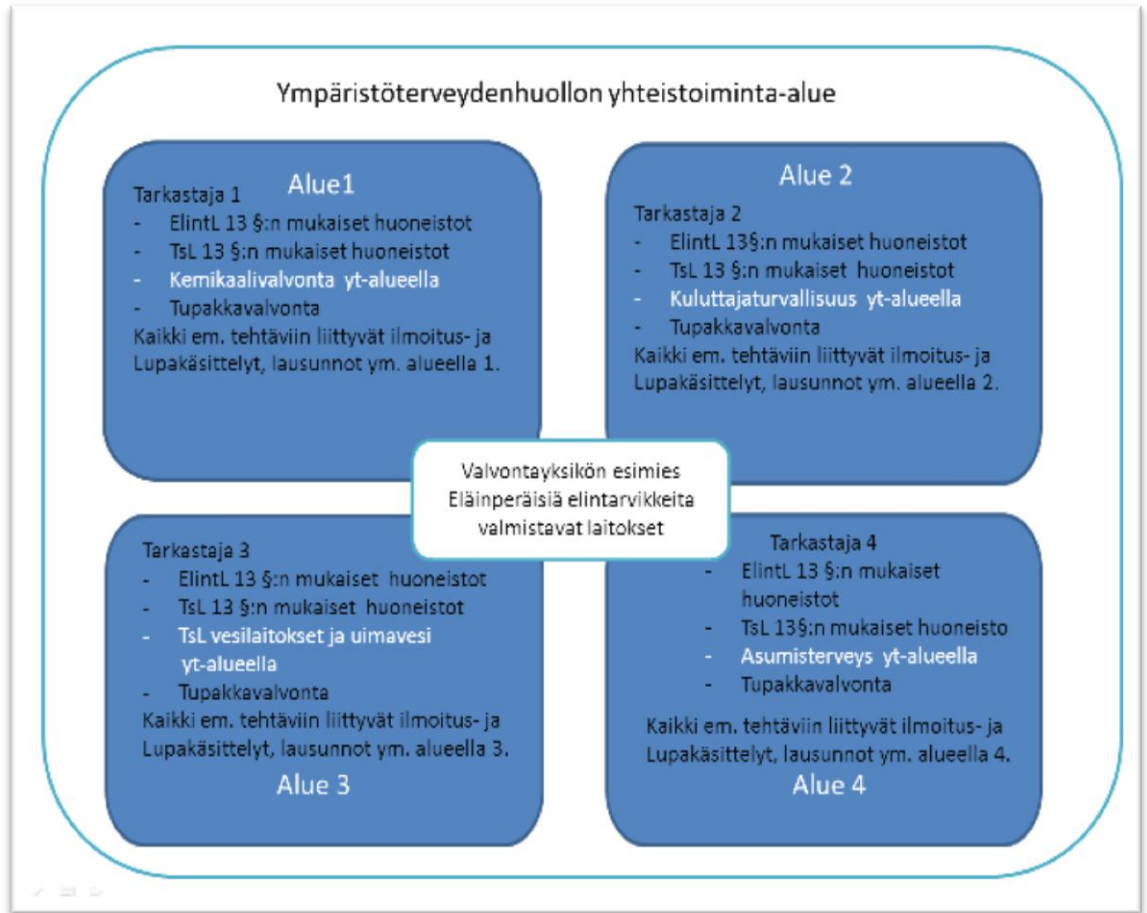 Ympäristöterveydenhuollon yhteistoiminta-alue
Alue1
Tarkastaja 1
- ElintL 13 §:n mukaiset huoneistot
- TsL 13 §:n mukaiset huoneistot
- Kemikaalivalvonta yt-alueella
- Tupakkavalvonta
Kaikki em. tehtäviin liittyvät ilmoitus- ja
Lupakäsittelyt, lausunnot ym. alueella 1.
Alue 2
Tarkastaja 2
- ElintL 13§:n mukaiset huoneistot
- TsL 13 §:n mukaiset huoneistot
- Kuluttajaturvallisuus yt-alueella
- Tupakkavalvonta
Kaikki em. tehtäviin liittyvät ilmoitus- ja
Lupakäsittelyt, lausunnot ym. alueella 2.
Valvontayksikön esimies
Eläinperäisiä elintarvikkeita
valmistavat laitokset
Tarkastaja 3
- ElintL 13 §:n mukaiset huoneistot
- TsL 13 §:n mukaiset huoneistot
- TsL vesilaitokset ja uimavesi
yt-alueella
- Tupakkavalvonta
Kaikki em. tehtäviin liittyvät ilmoitus- ja
Lupakäsittelyt, lausunnot ym. alueella 3.
Alue 3
Tarkastaja 4
- ElintL 13 §:n mukaiset
huoneistot
- TsL 13§:n mukaiset huoneisto
- Asumisterveys yt-alueella
- Tupakkavalvonta
Kaikki em. tehtäviin liittyvät ilmoitus- ja
Lupakäsittelyt, lausunnot ym. alueella 4.
Alue 4